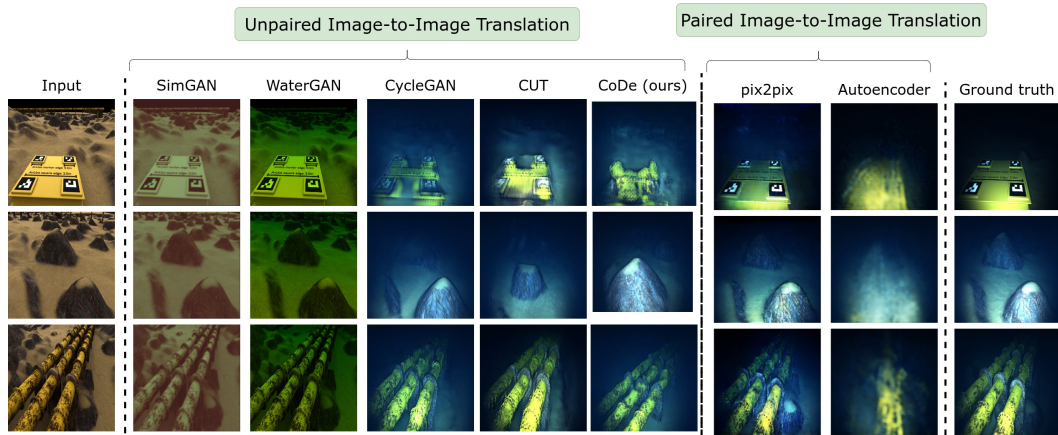 Unpaired Image-to-Image Translation
Paired Image-to-Image Translation
Input
SimGAN
WaterGAN
CycleGAN
CUT
CoDe (ours)
pix2pix
Autoencoder
Ground truth